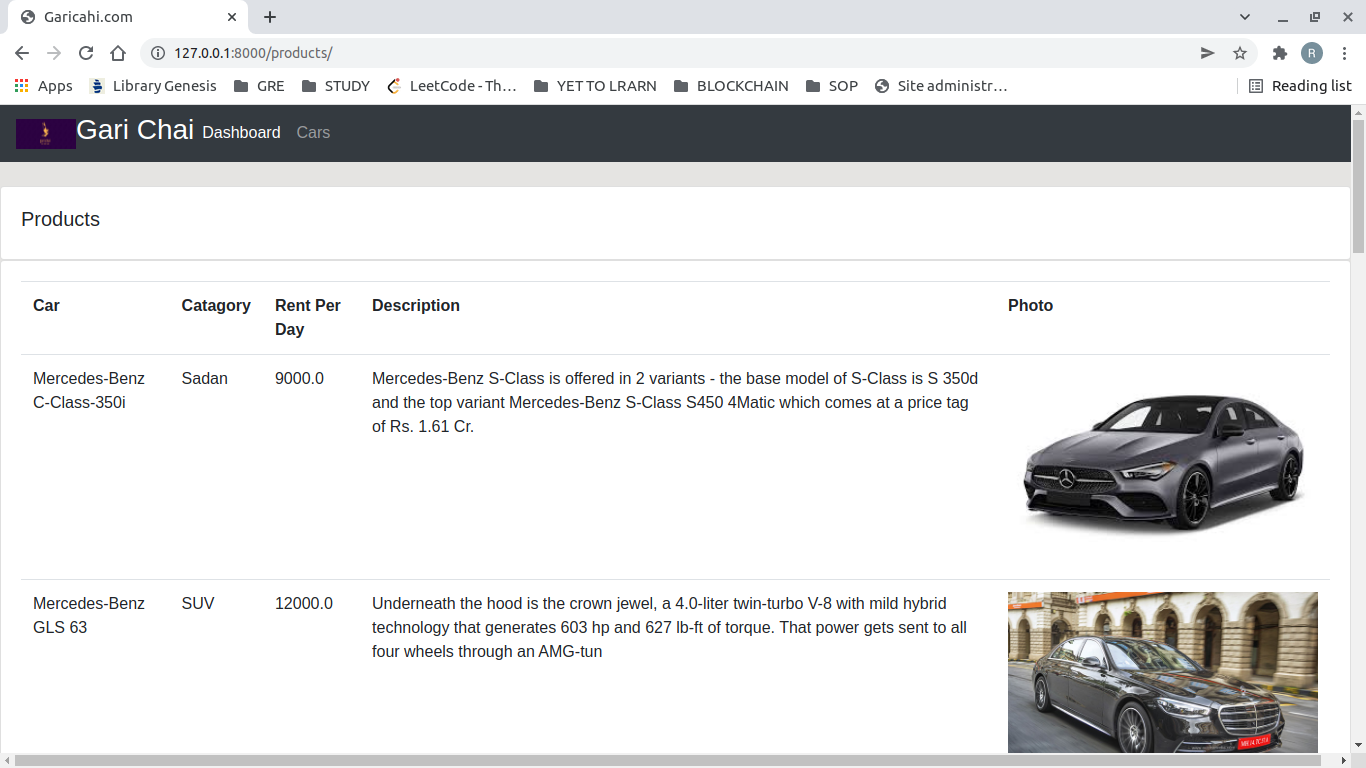 Garicahi.com
127.0.0.1:8000/products/
R
Apps Library Genesis GRE STUDY LeetCode - Th… YET TO LRARN BLOCKCHAIN SOP Site administr… Reading list
Gari Chai Dashboard Cars
Products
Car Catagory Rent Per Description Photo
Day
Mercedes-Benz Sadan 9000.0 Mercedes-Benz S-Class is offered in 2 variants - the base model of S-Class is S 350d
C-Class-350i and the top variant Mercedes-Benz S-Class S450 4Matic which comes at a price tag
of Rs. 1.61 Cr.
Mercedes-Benz SUV 12000.0 Underneath the hood is the crown jewel, a 4.0-liter twin-turbo V-8 with mild hybrid
GLS 63 technology that generates 603 hp and 627 lb-ft of torque. That power gets sent to all
four wheels through an AMG-tun